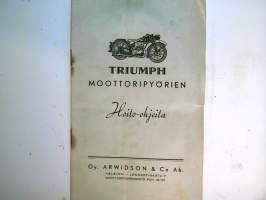 TRIUMPH
MOOTTORIPYÖRIEN
Hoito-ohjeita
Oy. ARWIDSON & Co Ab.